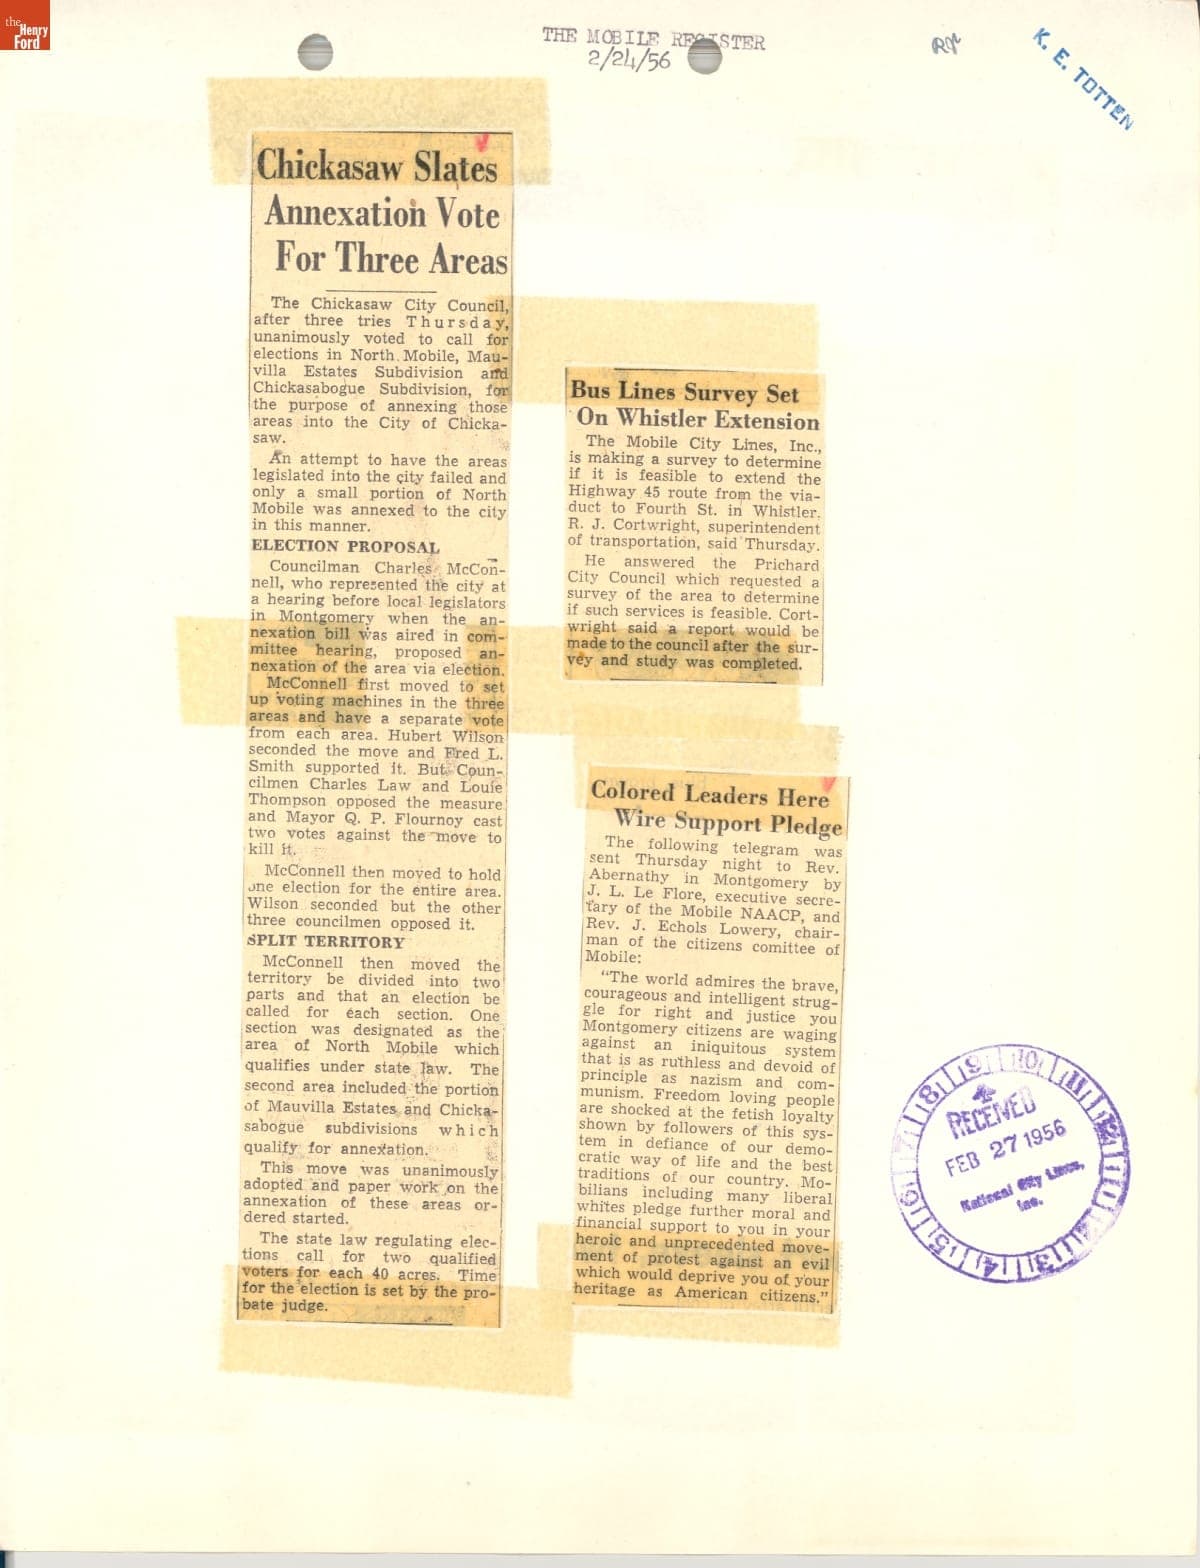 the
Henry
Ford
THE MOBILE REGISTER
2/24/56
K. E. TOTTEN
Chickasaw Slates
Annexation Vote
For Three Areas
The Chickasaw City Council,
after three tries Thursday,
unanimously voted to call for
elections in North Mobile, Mau-
villa Estates Subdivision and
Chickasabogue Subdivision, for
the purpose of annexing those
areas into the City of Chicka-
saw.
An attempt to have the areas
legislated into the city failed and
only a small portion of North
Mobile was annexed to the city
in this manner.
ELECTION PROPOSAL
Councilman Charles McCon-
nell, who represented the city at
a hearing before local legislators
in Montgomery when the an-
nexation bill was aired in com-
mittee hearing, proposed an-
nexation of the area via election.
McConnell first moved to set
up voting machines in the three
areas and have a separate vote
from each area. Hubert Wilson
seconded the move and Fred L.
Smith supported it. But Coun-
cilmen Charles Law and Louie
Thompson opposed the measure
and Mayor Q. P. Flournoy cast
two votes against the move to
kill it.
McConnell then moved to hold
one election for the entire area.
Wilson seconded but the other
three councilmen opposed it.
SPLIT TERRITORY
McConnell then moved the
territory be divided into two
parts and that an election be
called for each section. One
section was designated as the
area of North Mobile which
qualifies under state law. The
second area included the portion
of Mauvilla Estates and Chicka-
sabogue subdivisions which
qualify for annexation.
This move was unanimously
adopted and paper work on the
annexation of these areas or-
dered started.
The state law regulating elec-
tions call for two qualified
voters for each 40 acres. Time
for the election is set by the pro-
bate judge.
Bus Lines Survey Set
On Whistler Extension
The Mobile City Lines, Inc.,
is making a survey to determine
if it is feasible to extend the
Highway 45 route from the via-
duct to Fourth St. in Whistler,
R. J. Cortwright, superintendent
of transportation, said Thursday.
He answered the Prichard
City Council which requested a
survey of the area to determine
if such services is feasible. Cort-
wright said a report would be
made to the council after the sur-
vey and study was completed.
Colored Leaders Here
Wire Support Pledge
The following telegram was
sent Thursday night to Rev.
Abernathy in Montgomery by
J. L. Le Flore, executive secre-
tary of the Mobile NAACP, and
Rev. J. Echols Lowery, chair-
man of the citizens comittee of
Mobile:
"The world admires the brave,
courageous and intelligent strug-
gle for right and justice you
Montgomery citizens are waging
against an iniquitous system
that is as ruthless and devoid of
principle as nazism and com-
munism. Freedom loving people
are shocked at the fetish loyalty
shown by followers of this sys-
tem in defiance of our demo-
cratic way of life and the best
traditions of our country. Mo-
bilians including many liberal
whites pledge further moral and
financial support to you in your
heroic and unprecedented move-
ment of protest against an evil
which would deprive you of your
heritage as American citizens."
7 8 9 10 11 12 1 2 3 4 5 6
RECEIVED
FEB 27 1956
National City Lines,
Inc.